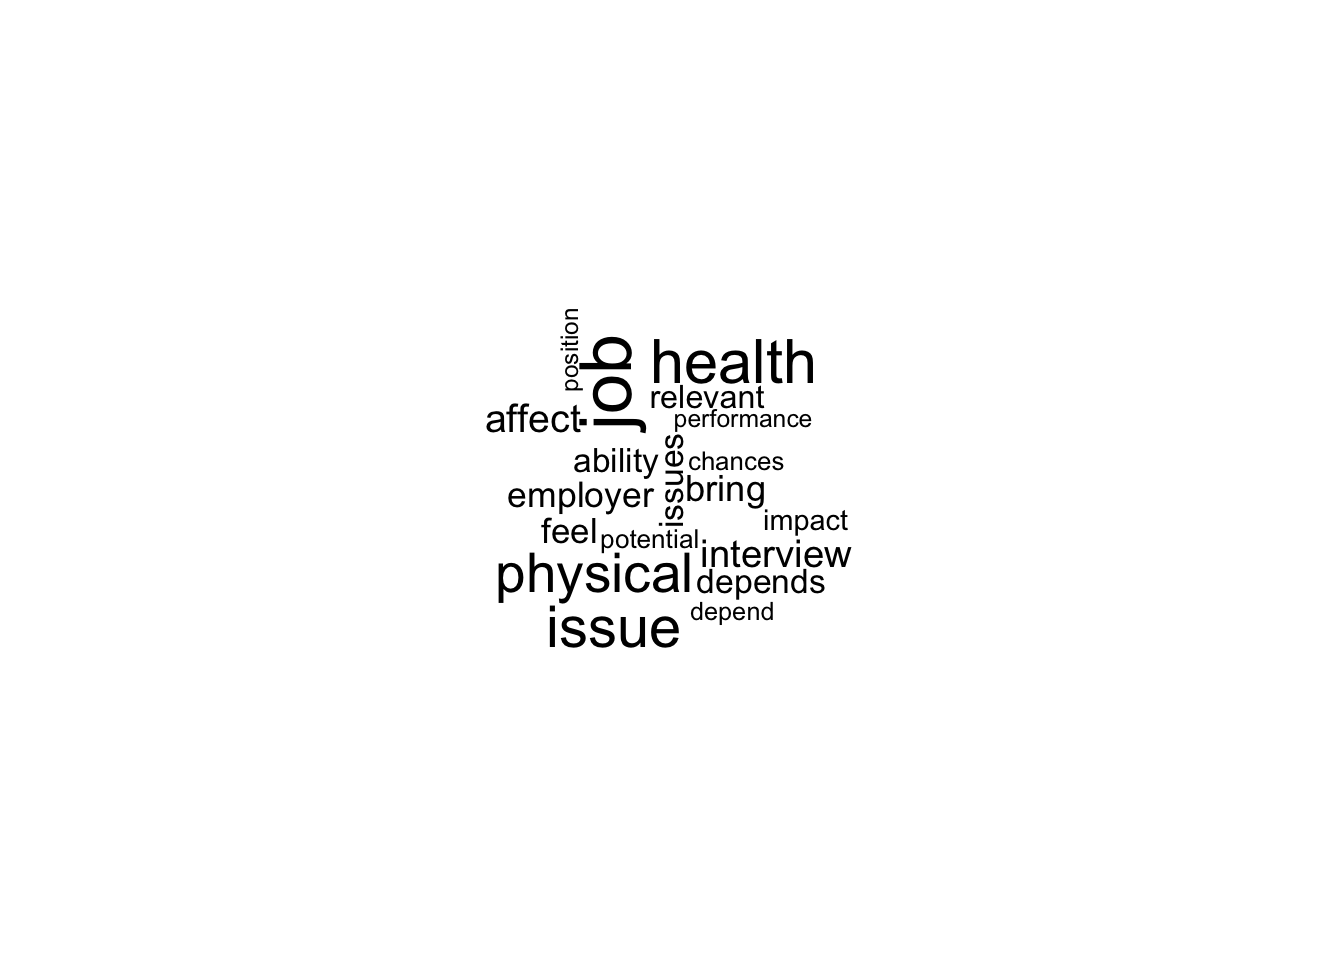 position
job
health
relevant
affect
performance
ability
issues
chances
employer
bring
feel
potential
impact
interview
physical
depends
issue
depend